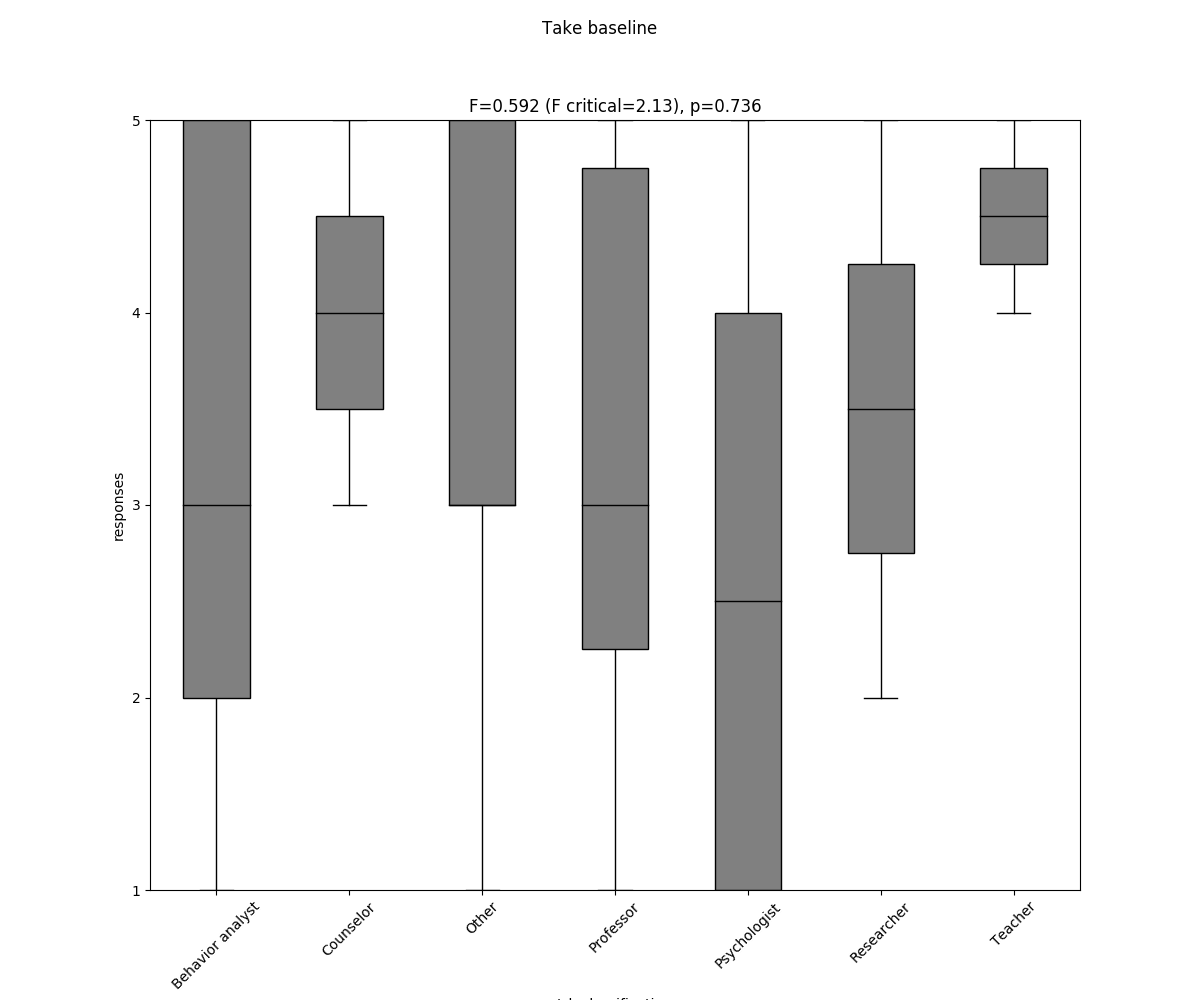 Take baseline
F=0.592 (F critical=2.13), p=0.736
5
4
3
2
1
responses
Behavior analyst
Counselor
Other
Professor
Psychologist
Researcher
Teacher